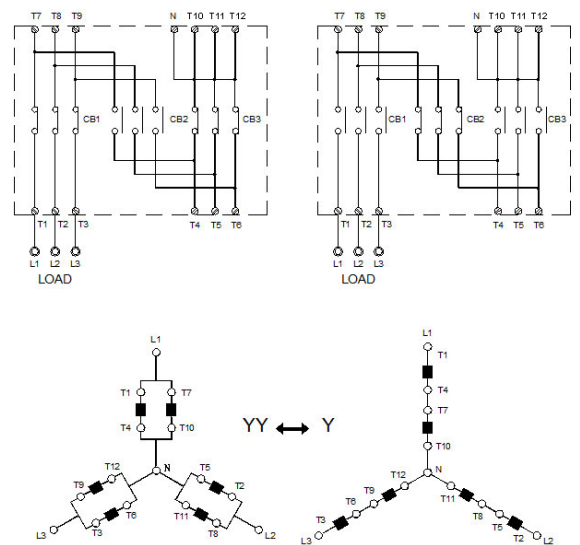 T7 T8 T9 N T10 T11 T12
CB1 CB2 CB3
T1 T2 T3 T4 T5 T6
L1 L2 L3
LOAD
T7 T8 T9 N T10 T11 T12
CB1 CB2 CB3
T1 T2 T3 T4 T5 T6
L1 L2 L3
LOAD
L1
T1 T7
T4 T10
N
T12 T5
T9 T2
T6 T11
T3 T8
L3 L2
YY Y
L1
T1
T4
T7
T10
N
T12 T11
T9 T8
T6 T5
T3 T2
L3 L2